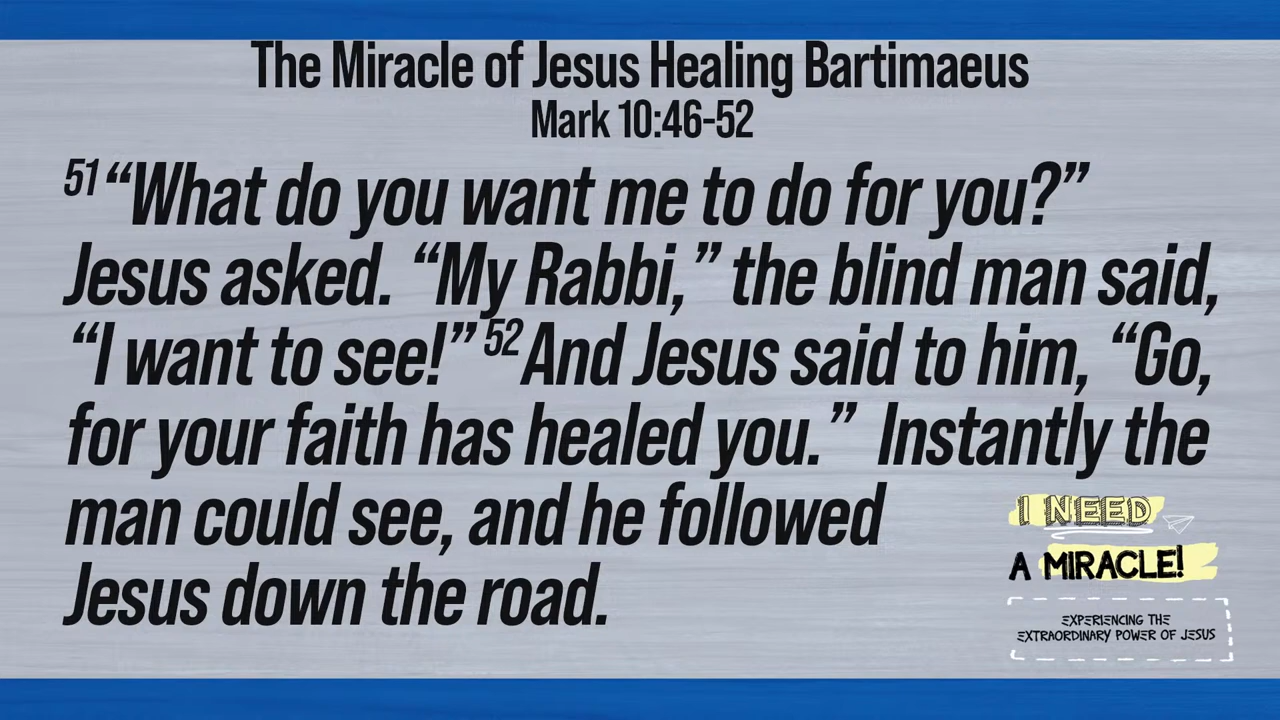 The Miracle of Jesus Healing Bartimaeus
Mark 10:46-52
51 “What do you want me to do for you?”
Jesus asked. “My Rabbi,” the blind man said,
“I want to see!” 52 And Jesus said to him, “Go,
for your faith has healed you.” Instantly the
man could see, and he followed
Jesus down the road.
I NEED
A MIRACLE!
EXPERIENCING THE
EXTRAORDINARY POWER OF JESUS